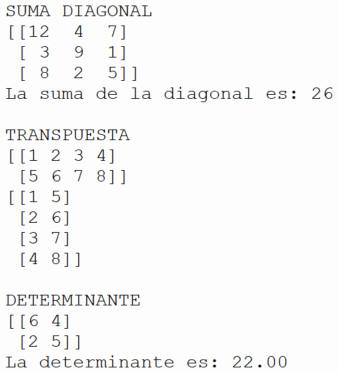 SUMA DIAGONAL
[[12  4  7]
 [ 3  9  1]
 [ 8  2  5]]
La suma de la diagonal es: 26

TRANSPUESTA
[[1 2 3 4]
 [5 6 7 8]]
[[1 5]
 [2 6]
 [3 7]
 [4 8]]

DETERMINANTE
[[6 4]
 [2 5]]
La determinante es: 22.00